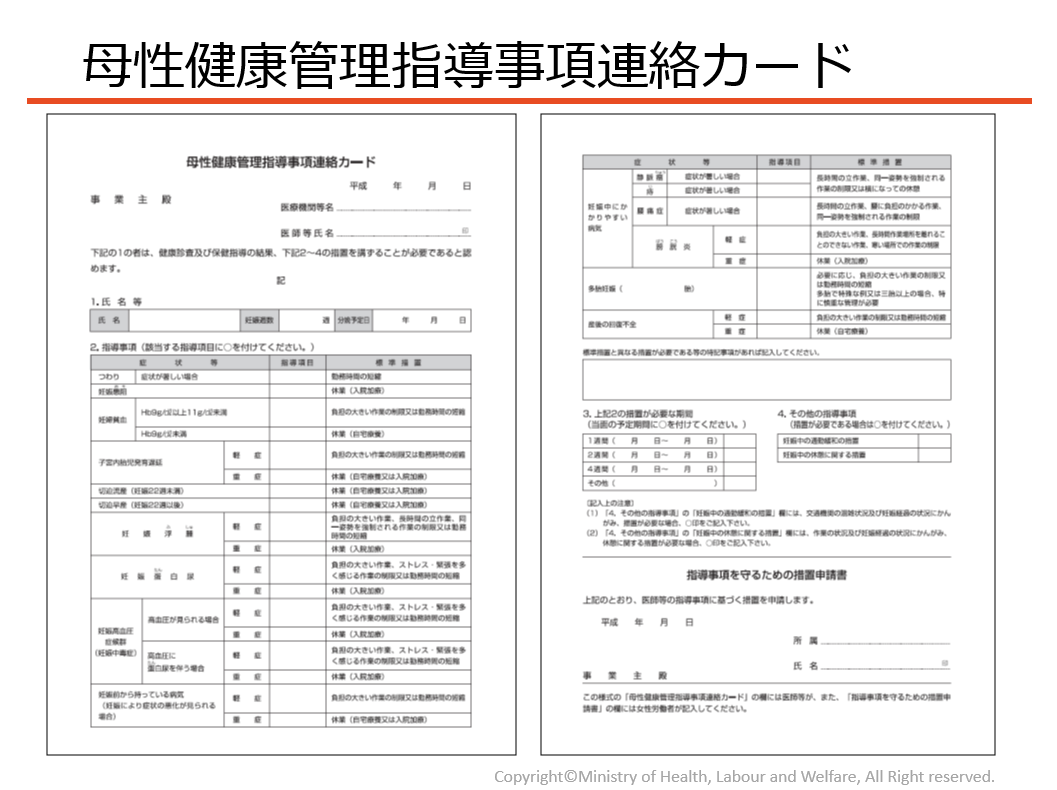 母性健康管理指導事項連絡カード
母性健康管理指導事項連絡カード
平成 年 月 日
事 業 主 殿
医療機関等名
医師等氏名 印
下記の1の者は、健康診査及び保健指導の結果、下記2～4の措置を講ずることが必要であると認
めます。
記
1. 氏 名 等
氏 名 妊娠週数 週 分娩予定日 年 月 日
2. 指導事項（該当する指導項目に○を付けてください。）
症 状 等 指導項目 標 準 措 置
つわり 症状が著しい場合 勤務時間の短縮
妊娠悪阻 休業（入院加療）
妊婦貧血 Hb9g/㎗以上11g/㎗未満 負担の大きい作業の制限又は勤務時間の短縮
Hb9g/㎗未満 休業（自宅療養）
子宮内胎児発育遅延 軽 症 負担の大きい作業の制限又は勤務時間の短縮
重 症 休業（自宅療養又は入院加療）
切迫流産（妊娠22週未満） 休業（自宅療養又は入院加療）
切迫早産（妊娠22週以後） 休業（自宅療養又は入院加療）
妊 娠 浮 腫 軽 症 負担の大きい作業、長時間の立作業、同
一姿勢を強制される作業の制限又は勤務
時間の短縮
重 症 休業（入院加療）
妊 娠 蛋 白 尿 軽 症 負担の大きい作業、ストレス・緊張を多
く感じる作業の制限又は勤務時間の短縮
重 症 休業（入院加療）
妊娠高血圧
症候群
（妊娠中毒症）
高血圧が見られる場合 軽 症 負担の大きい作業、ストレス・緊張を多
く感じる作業の制限又は勤務時間の短縮
重 症 休業（入院加療）
高血圧に
蛋白尿を伴う場合
軽 症 負担の大きい作業、ストレス・緊張を多
く感じる作業の制限又は勤務時間の短縮
重 症 休業（入院加療）
妊娠前から持っている病気
（妊娠により症状の悪化が見られる
場合）
軽 症 負担の大きい作業の制限又は勤務時間の短縮
重 症 休業（自宅療養又は入院加療）
症 状 等 指導項目 標 準 措 置
妊娠中にか
かりやすい
病気
静 脈 瘤 症状が著しい場合 長時間の立作業、同一姿勢を強制される
痔 症状が著しい場合 作業の制限又は横になっての休憩
腰 痛 症 症状が著しい場合 長時間の立作業、腰に負担のかかる作業、
同一姿勢を強制される作業の制限
膀 胱 炎 軽 症 負担の大きい作業、長時間作業場所を離れるこ
とのできない作業、寒い場所での作業の制限
重 症 休業（入院加療）
多胎妊娠（ 胎） 必要に応じ、負担の大きい作業の制限又
は勤務時間の短縮
多胎で特殊な例又は三胎以上の場合、特
に慎重な管理が必要
産後の回復不全 軽 症 負担の大きい作業の制限又は勤務時間の短縮
重 症 休業（自宅療養）
標準措置と異なる措置が必要である等の特記事項があれば記入してください。
3. 上記2の措置が必要な期間
（当面の予定期間に○を付けてください。）
1週間（ 月 日～ 月 日）
2週間（ 月 日～ 月 日）
4週間（ 月 日～ 月 日）
その他（ ）
4. その他の指導事項
（措置が必要である場合は○を付けてください。）
妊娠中の通勤緩和の措置
妊娠中の休憩に関する措置
〔記入上の注意〕
（1）「4. その他の指導事項」の「妊娠中の通勤緩和の措置」欄には、交通機関の混雑状況及び妊娠経過の状況にかん
がみ、措置が必要な場合、○印をご記入下さい。
（2）「4. その他の指導事項」の「妊娠中の休憩に関する措置」欄には、作業の状況及び妊娠経過の状況にかんがみ、
休憩に関する措置が必要な場合、○印をご記入下さい。
指導事項を守るための措置申請書
上記のとおり、医師等の指導事項に基づく措置を申請します。
平成 年 月 日
所 属
氏 名 印
事 業 主 殿
この様式の「母性健康管理指導事項連絡カード」の欄には医師等が、また、「指導事項を守るための措置申
請書」の欄には女性労働者が記入してください。
Copyright©Ministry of Health, Labour and Welfare, All Right reserved.